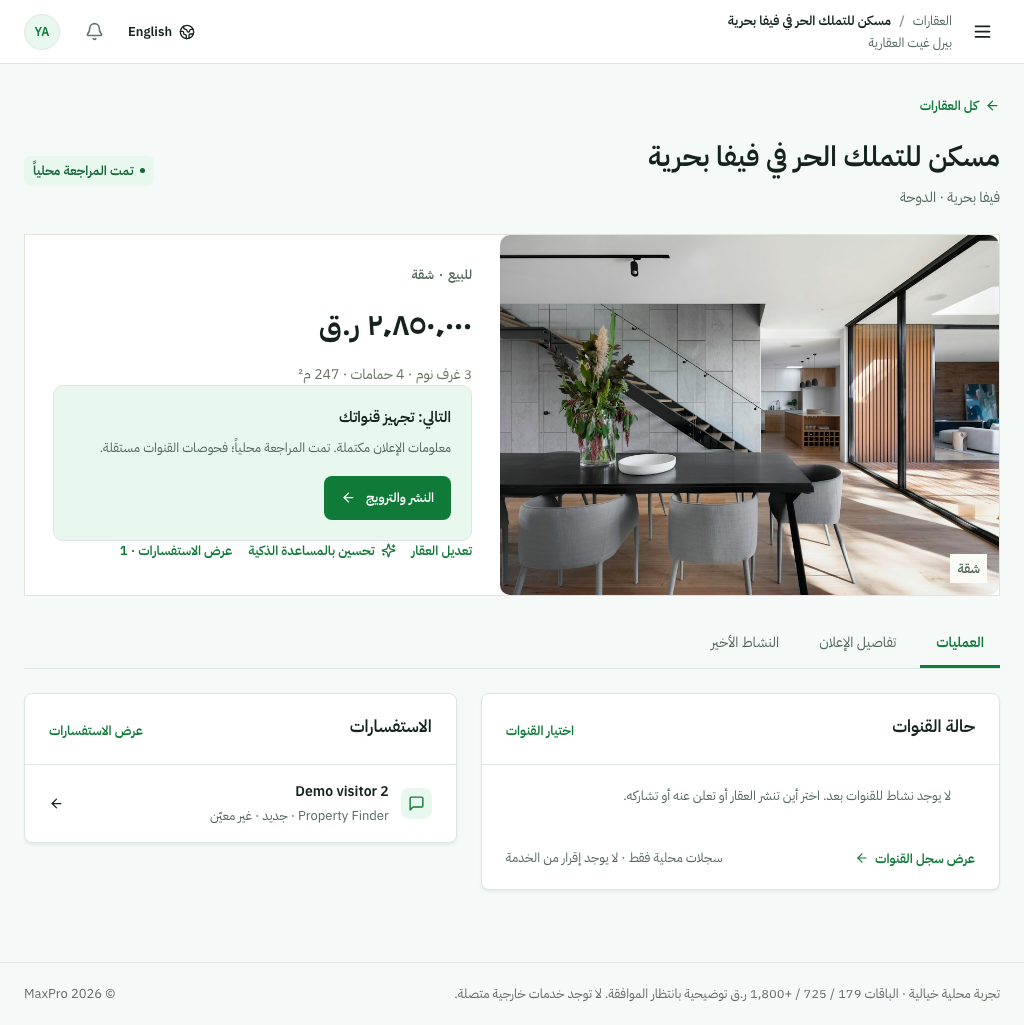 العقارات / مسكن للتملك الحر في فيفا بحرية
بيرل غيت العقارية
English
YA
كل العقارات
مسكن للتملك الحر في فيفا بحرية
تمت المراجعة محلياً
فيفا بحرية · الدوحة
للبيع · شقة
٢٬٨٥٠٬٠٠٠ ر.ق
3 غرف نوم · 4 حمامات · 247 م²
التالي: تجهيز قنواتك
معلومات الإعلان مكتملة. تمت المراجعة محلياً؛ فحوصات القنوات مستقلة.
النشر والترويج
تعديل العقار
تحسين بالمساعدة الذكية
عرض الاستفسارات · 1
شقة
العمليات
تفاصيل الإعلان
النشاط الأخير
حالة القنوات
اختيار القنوات
لا يوجد نشاط للقنوات بعد. اختر أين تنشر العقار أو تعلن عنه أو تشاركه.
عرض سجل القنوات
سجلات محلية فقط · لا يوجد إقرار من الخدمة
الاستفسارات
عرض الاستفسارات
Demo visitor 2
Property Finder · جديد · غير معيّن
تجربة محلية خيالية · الباقات 179 / 725 / +1,800 ر.ق توضيحية بانتظار الموافقة. لا توجد خدمات خارجية متصلة.
© 2026 MaxPro